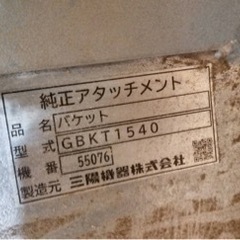 純正アタッチメント
品名 バケット
型式 GBKT1540
機番 55076
製造元 三陽機器株式会社